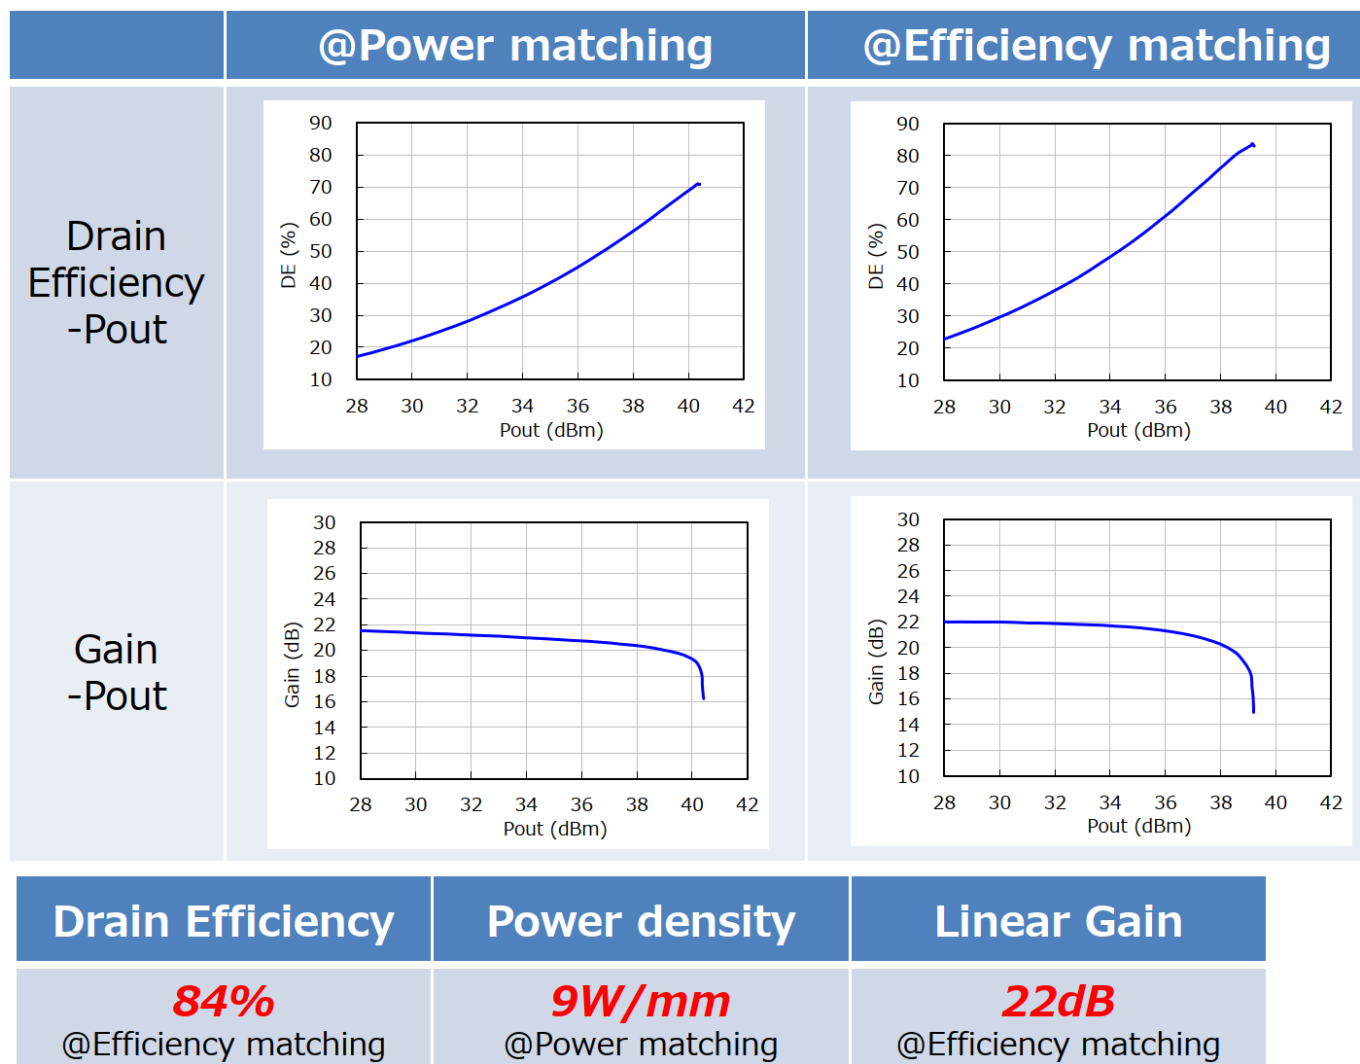 @Power matching
@Efficiency matching
Drain
Efficiency
-Pout
90
80
70
60
50
40
30
20
10
DE (%)
28 30 32 34 36 38 40 42
Pout (dBm)
90
80
70
60
50
40
30
20
10
DE (%)
28 30 32 34 36 38 40 42
Pout (dBm)
Gain
-Pout
30
28
26
24
22
20
18
16
14
12
10
Gain (dB)
28 30 32 34 36 38 40 42
Pout (dBm)
30
28
26
24
22
20
18
16
14
12
10
Gain (dB)
28 30 32 34 36 38 40 42
Pout (dBm)
Drain Efficiency
Power density
Linear Gain
84%
@Efficiency matching
9W/mm
@Power matching
22dB
@Efficiency matching